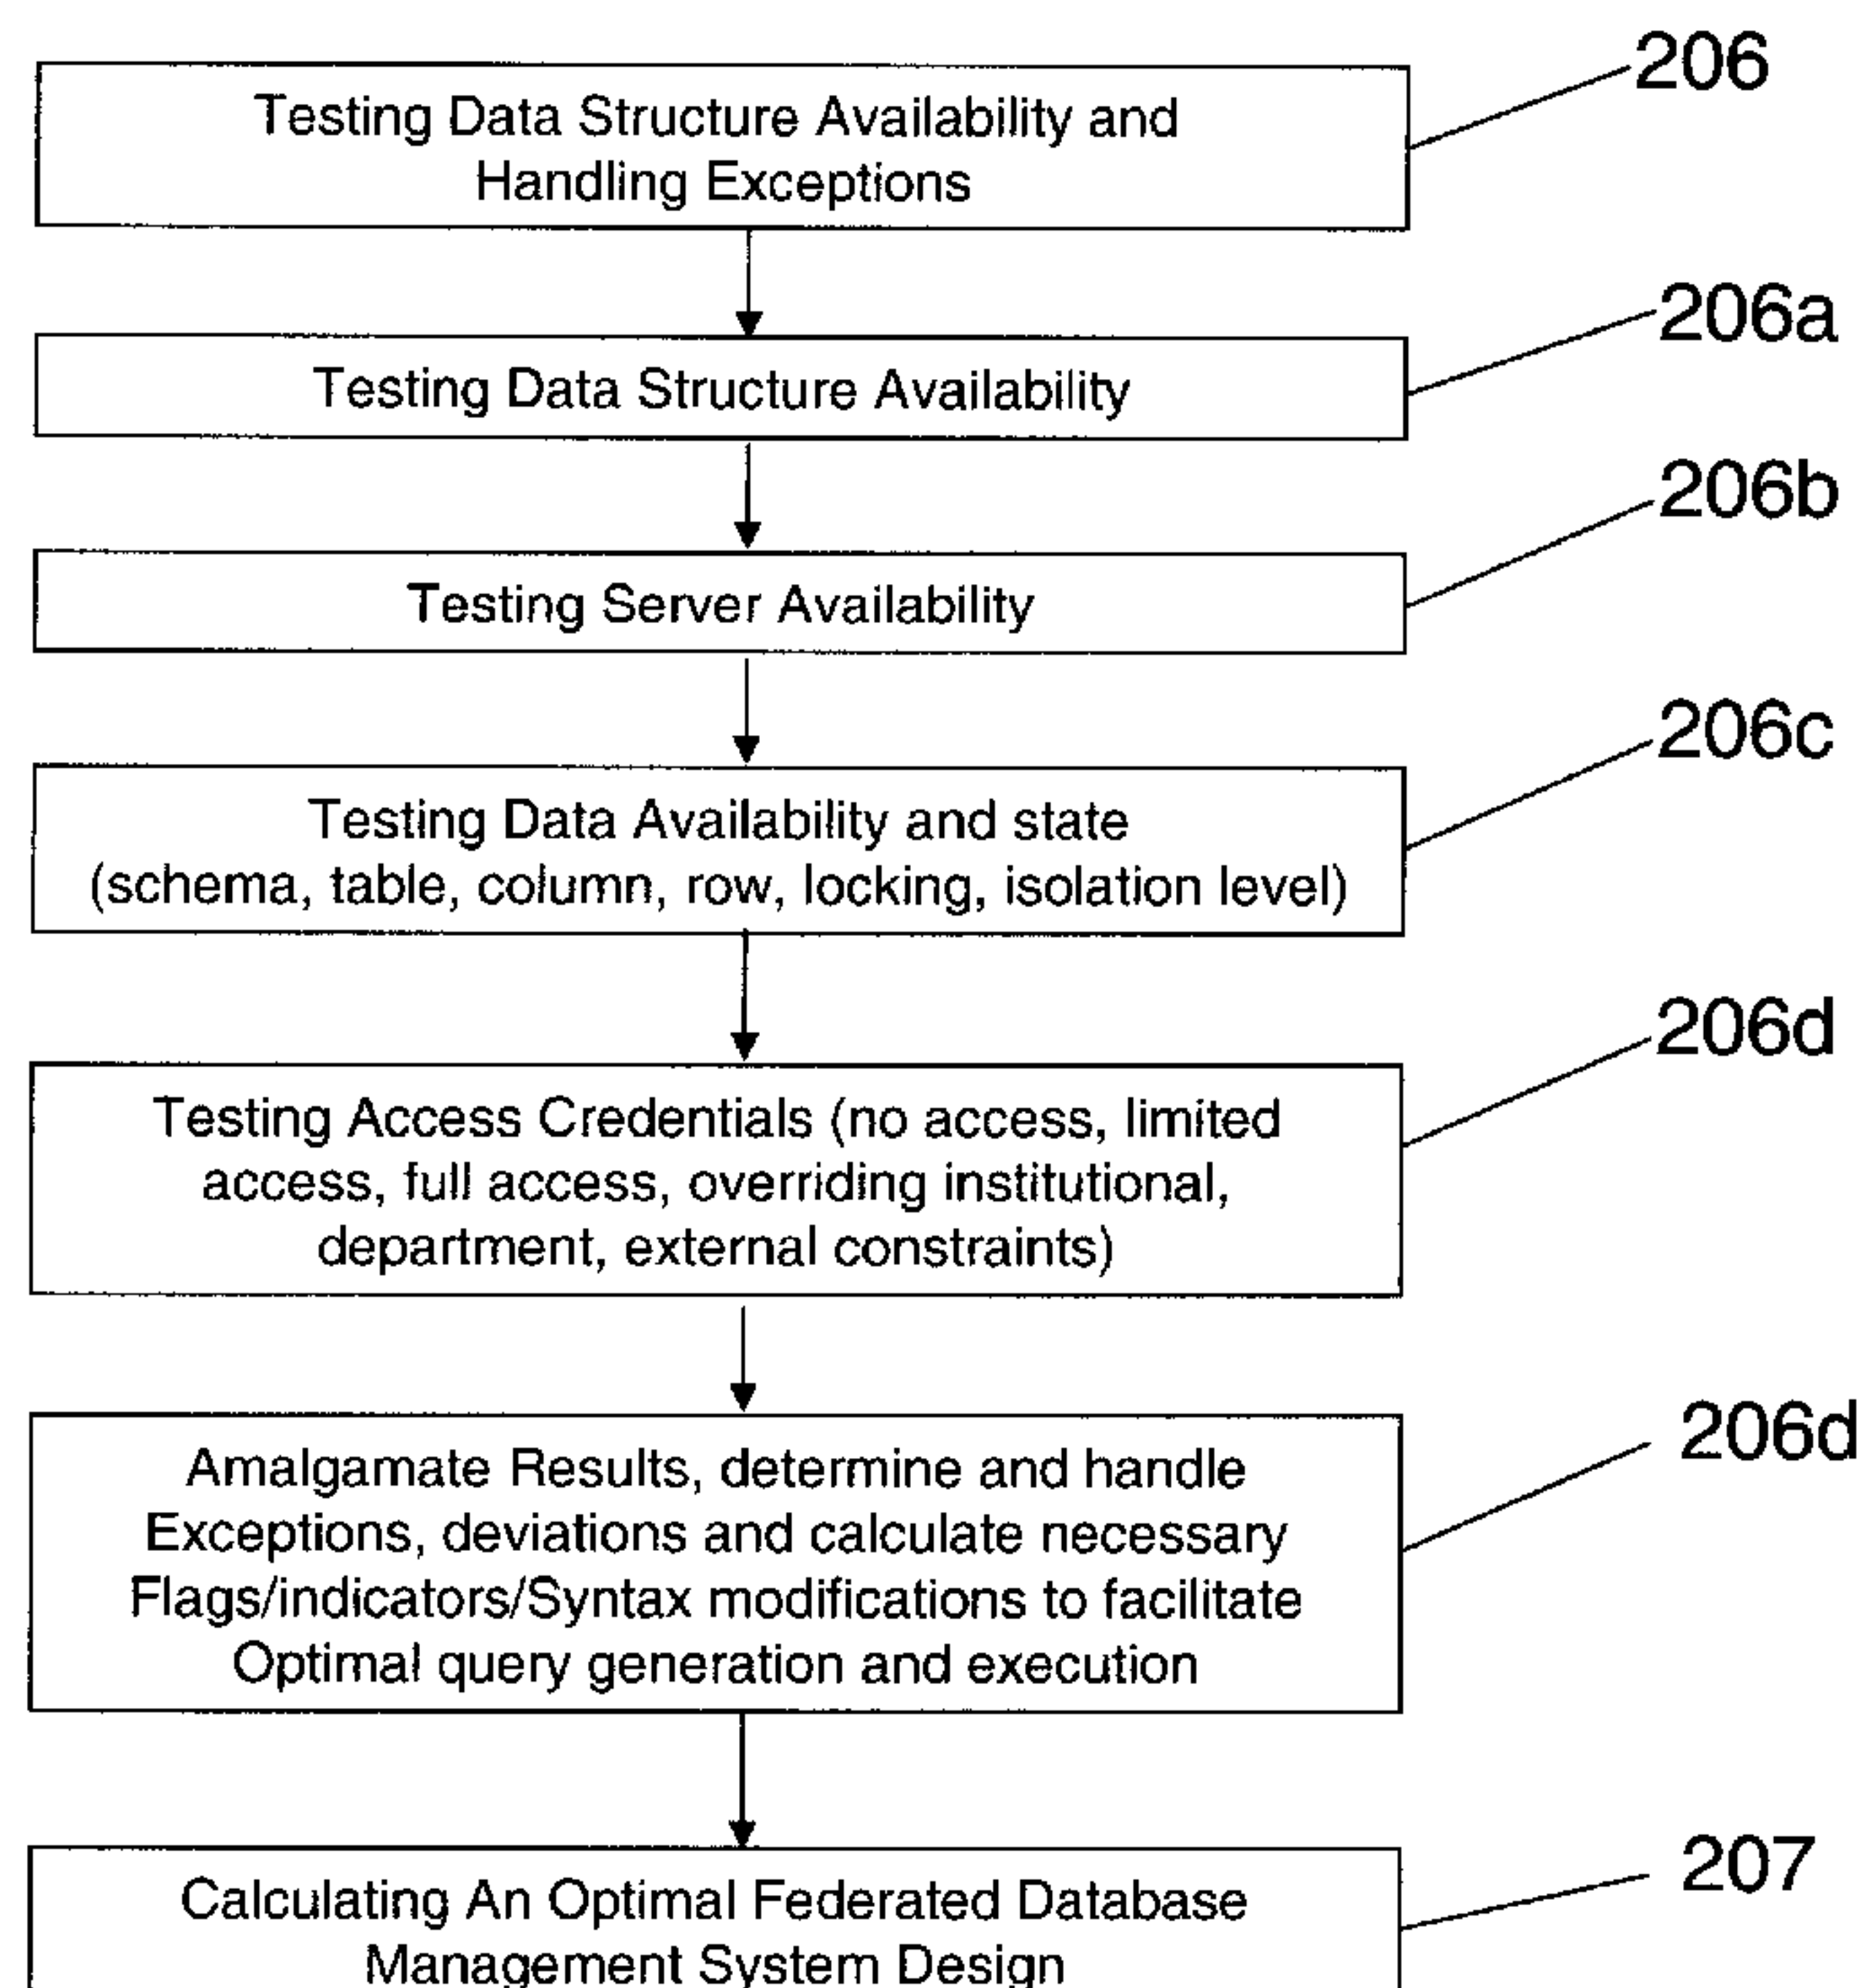 206
Testing Data Structure Availability and
Handling Exceptions
206a
Testing Data Structure Availability
206b
Testing Server Availability
206c
Testing Data Availability and state
(schema, table, column, row, locking, isolation level)
206d
Testing Access Credentials (no access, limited
access, full access, overriding institutional,
department, external constraints)
206d
Amalgamate Results, determine and handle
Exceptions, deviations and calculate necessary
Flags/indicators/Syntax modifications to facilitate
Optimal query generation and execution
207
Calculating An Optimal Federated Database
Management System Design